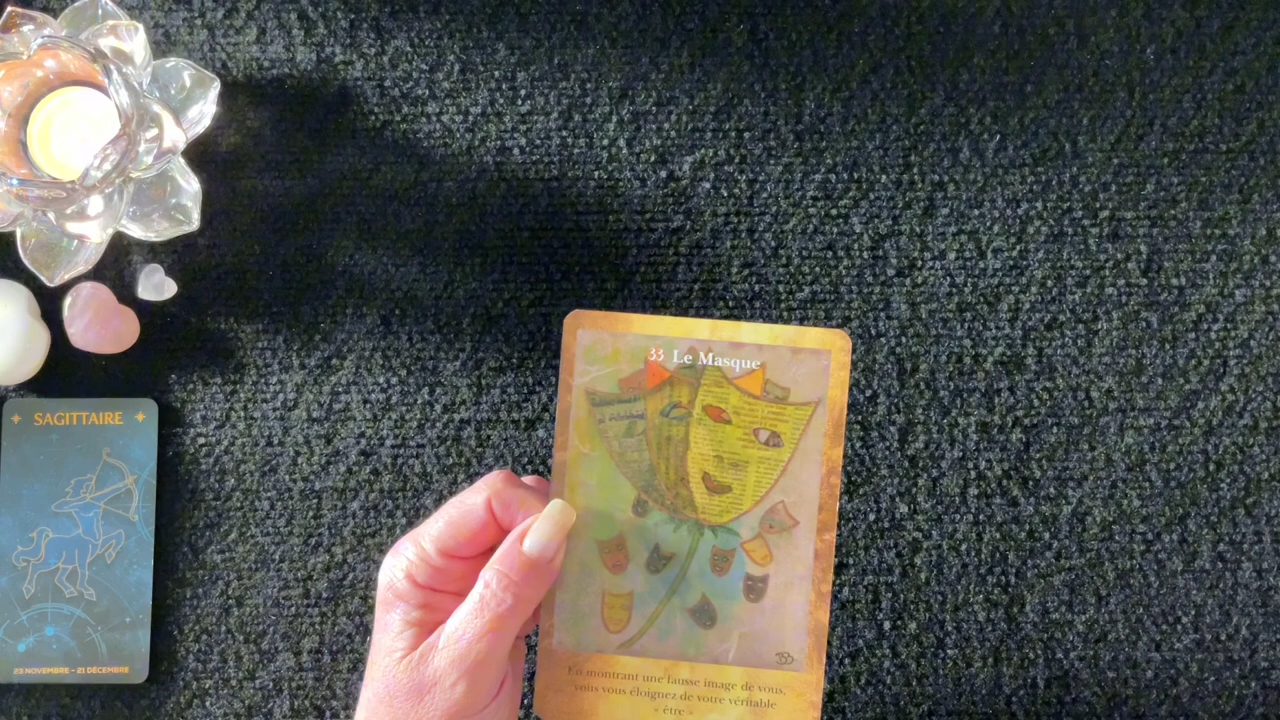 SAGITTAIRE
23 NOVEMBRE - 21 DÉCEMBRE
33 Le Masque
En montrant une fausse image de vous,
vous vous éloignez de votre véritable
« être »